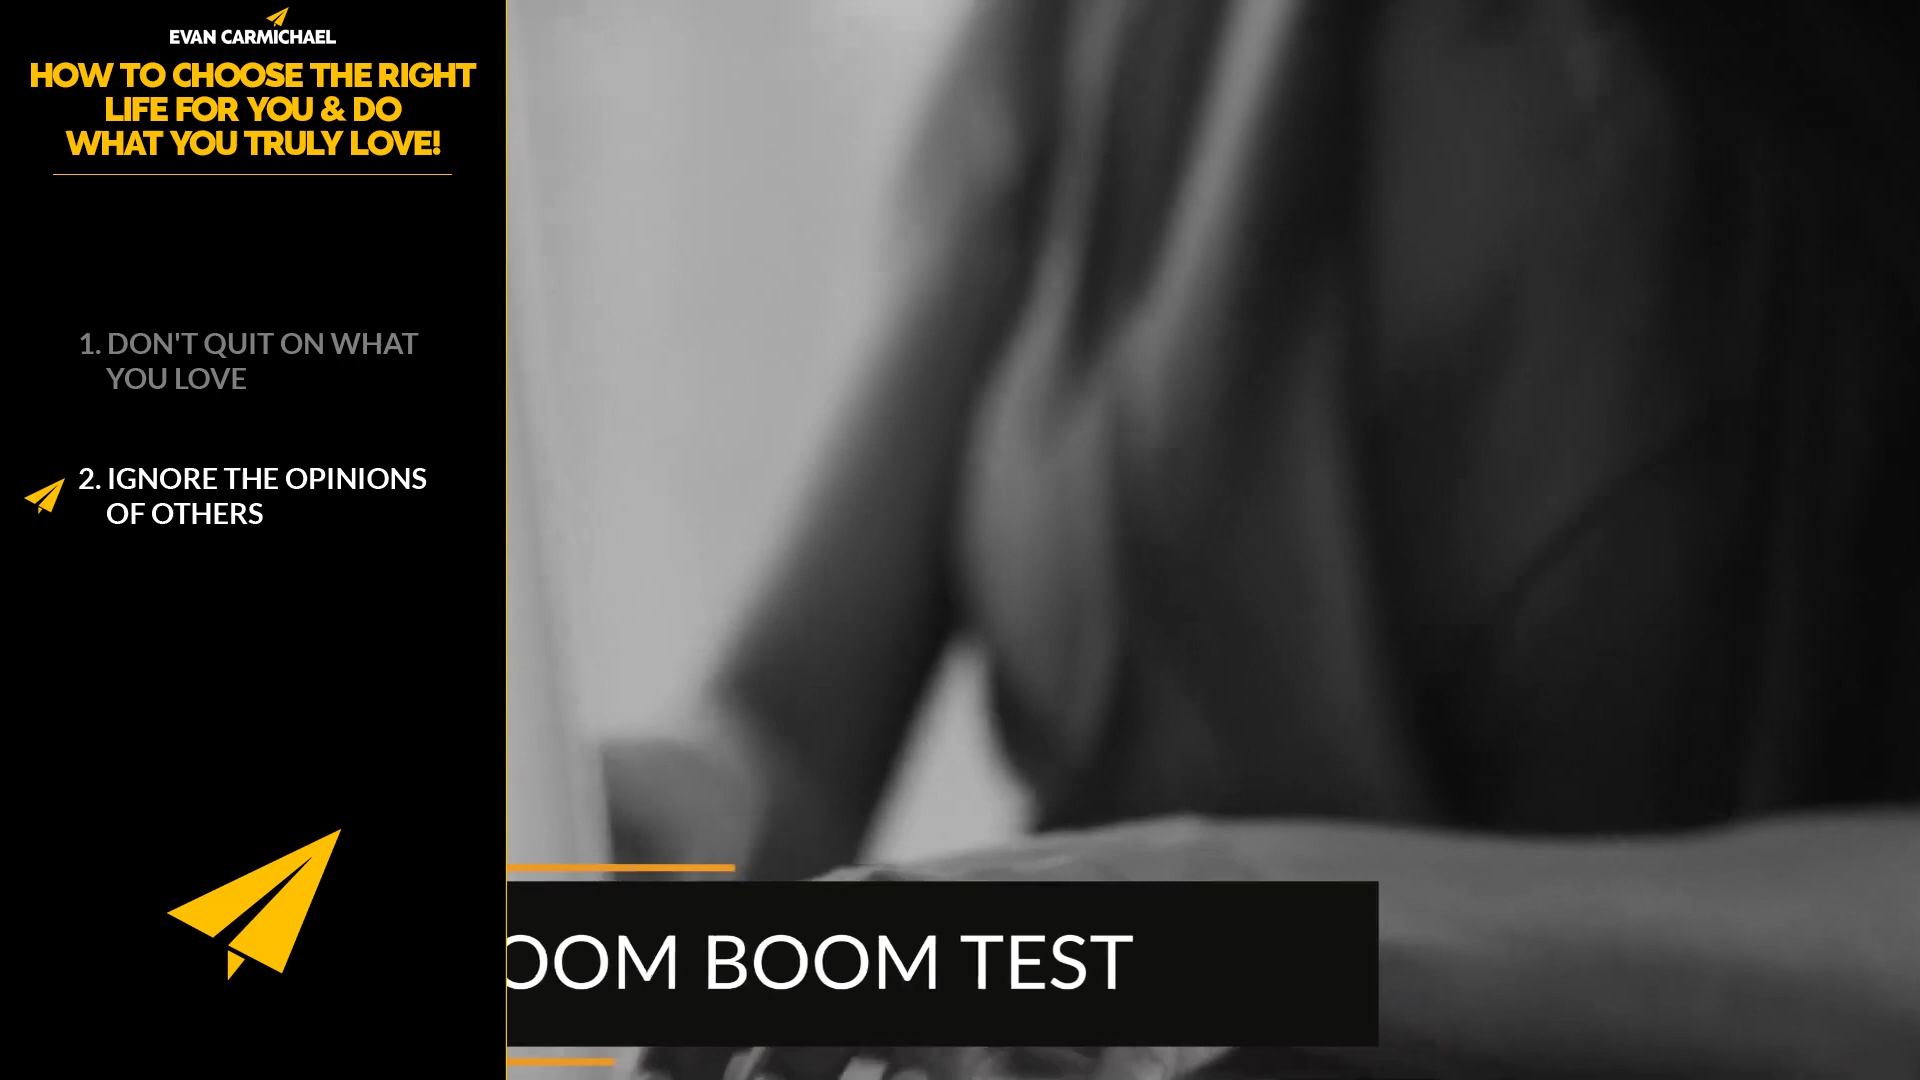 EVAN CARMICHAEL
HOW TO CHOOSE THE RIGHT
LIFE FOR YOU & DO
WHAT YOU TRULY LOVE!
1. DON'T QUIT ON WHAT
YOU LOVE
2. IGNORE THE OPINIONS
OF OTHERS
OOM BOOM TEST